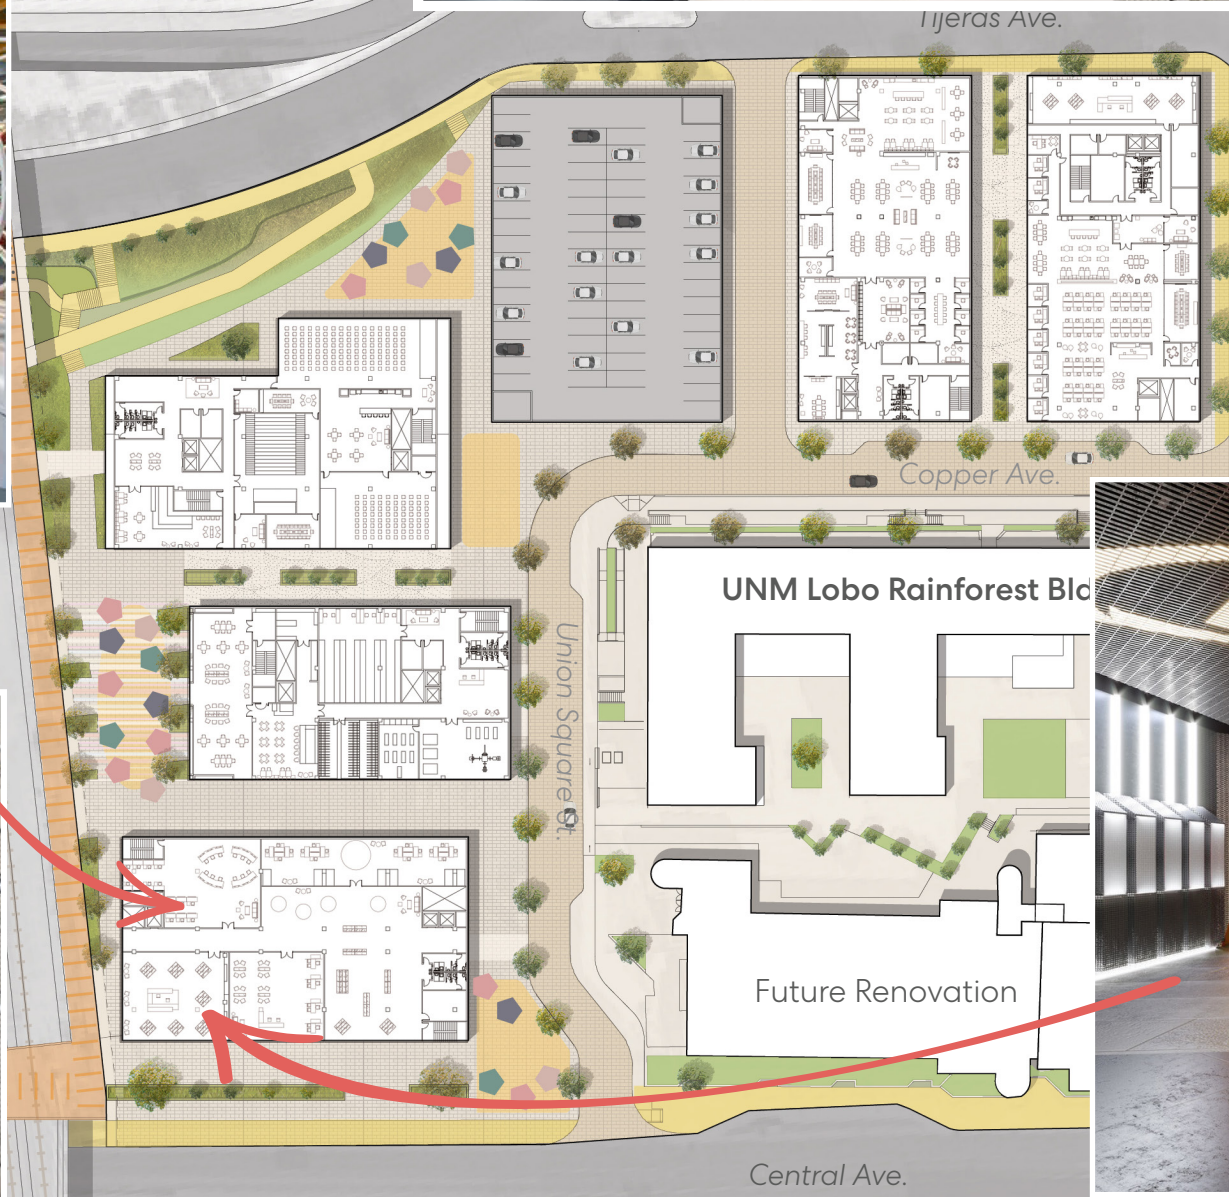 Tijeras Ave.
Copper Ave.
UNM Lobo Rainforest Bld
Union Square St.
Future Renovation
Central Ave.